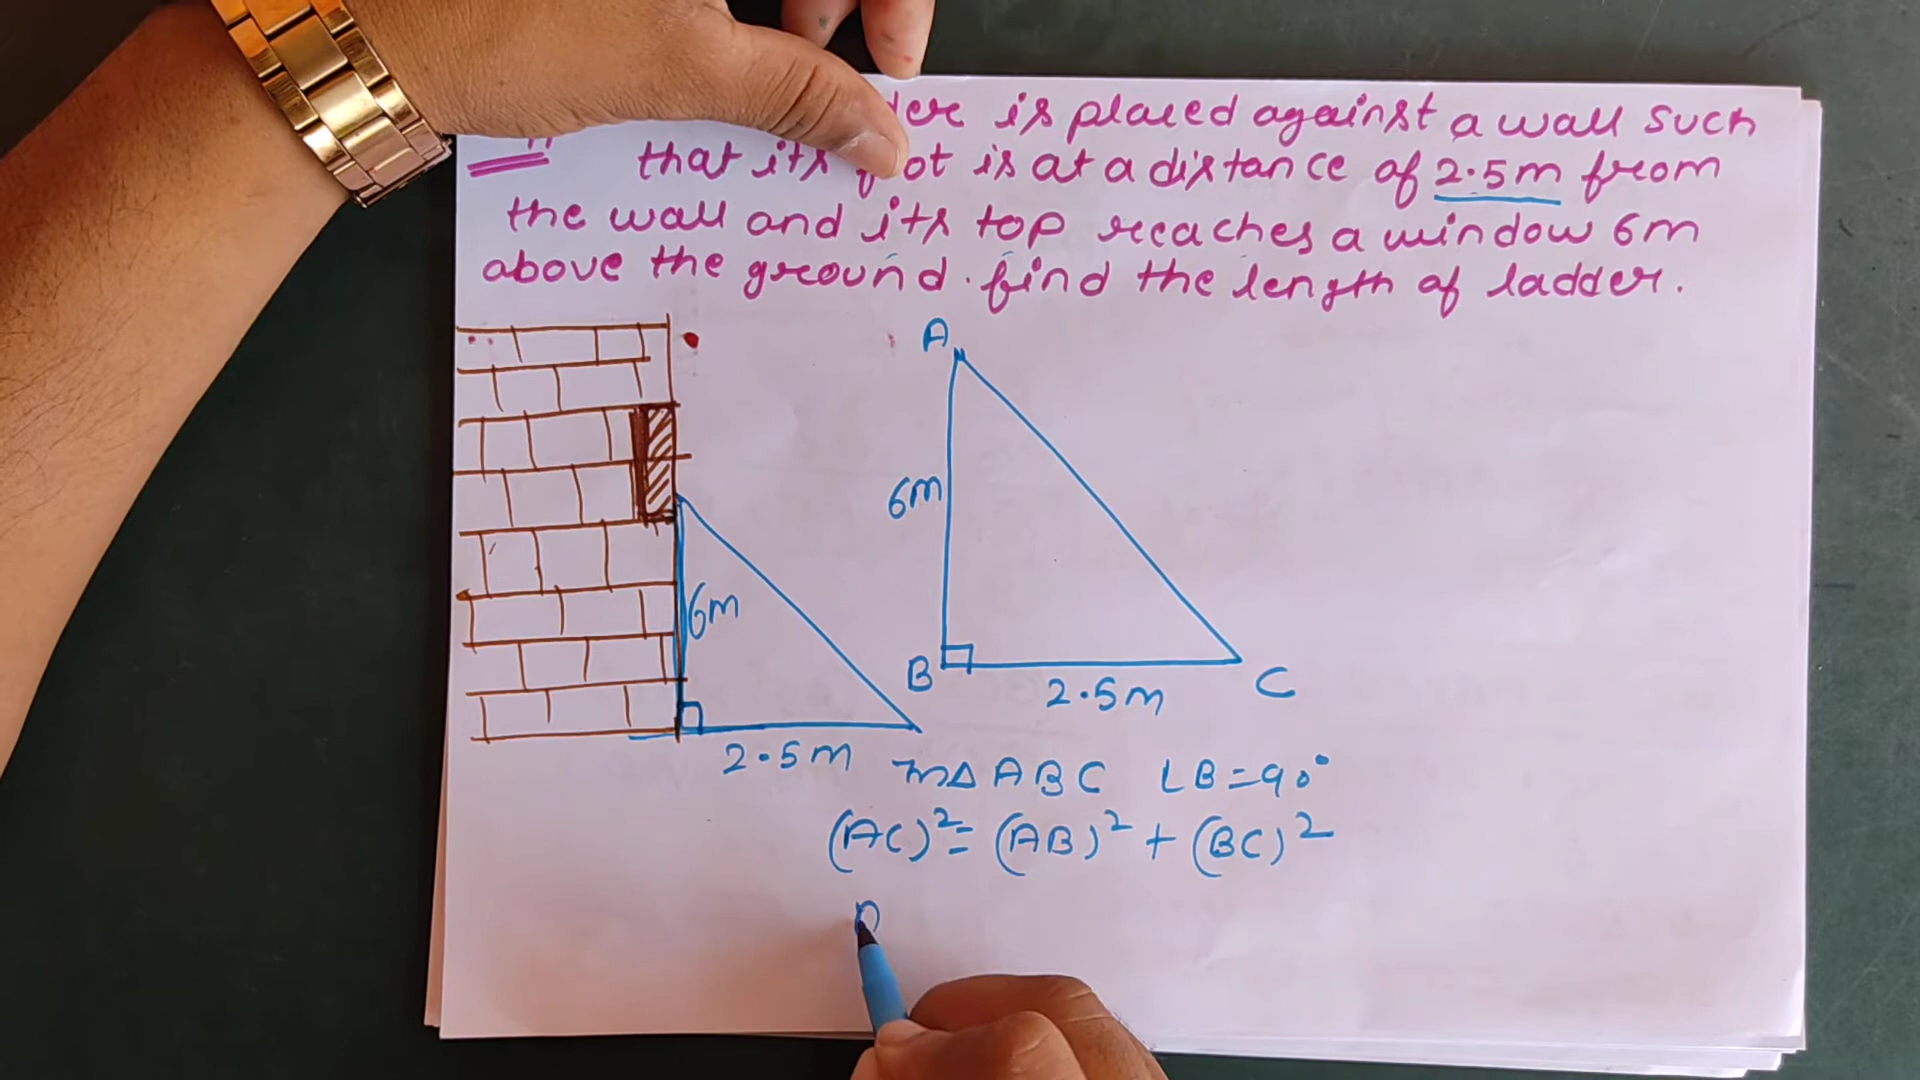 is placed against a wall such
that its is at a distance of 2.5m from
the wall and its top reaches a window 6m
above the ground. find the length of ladder.
A
6m
B
2.5m
C
6m
2.5m
In △ABC ∠B=90°
(AC)²=(AB)²+(BC)²